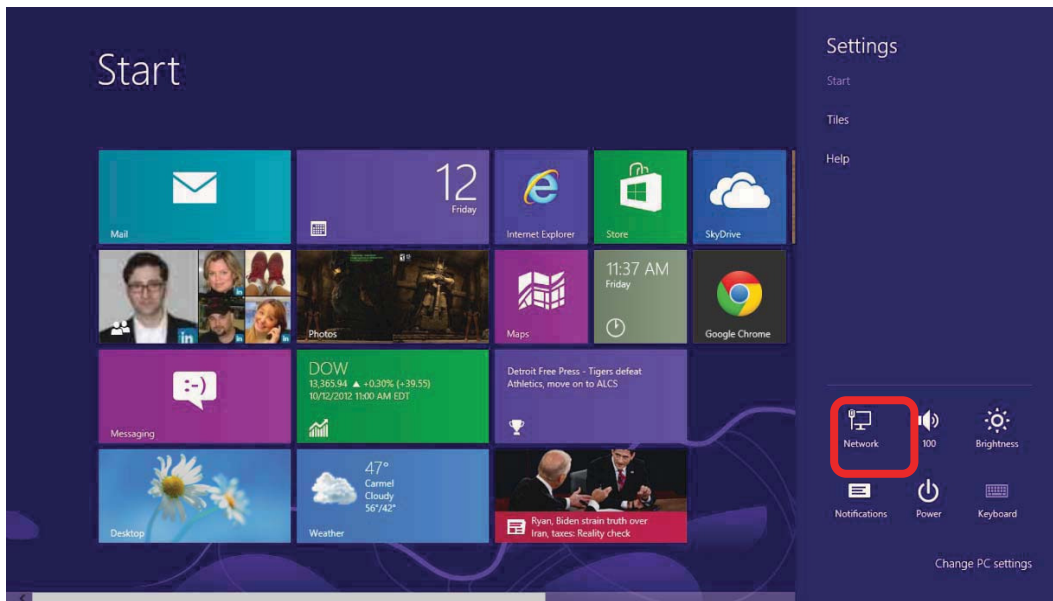 Start
Mail
12
Friday
Internet Explorer
Store
SkyDrive
in
Photos
Maps
11:37 AM
Friday
Google Chrome
Messaging
:-)
DOW
13,365.94 ▲ +0.30% (+39.55)
10/12/2012 11:00 AM EDT
Detroit Free Press - Tigers defeat
Athletics, move on to ALCS
Desktop
47°
Carmel
Cloudy
56°/42°
Weather
Ryan, Biden strain truth over
Iran, taxes: Reality check
Settings
Start
Tiles
Help
Network
100
Brightness
Notifications
Power
Keyboard
Change PC settings